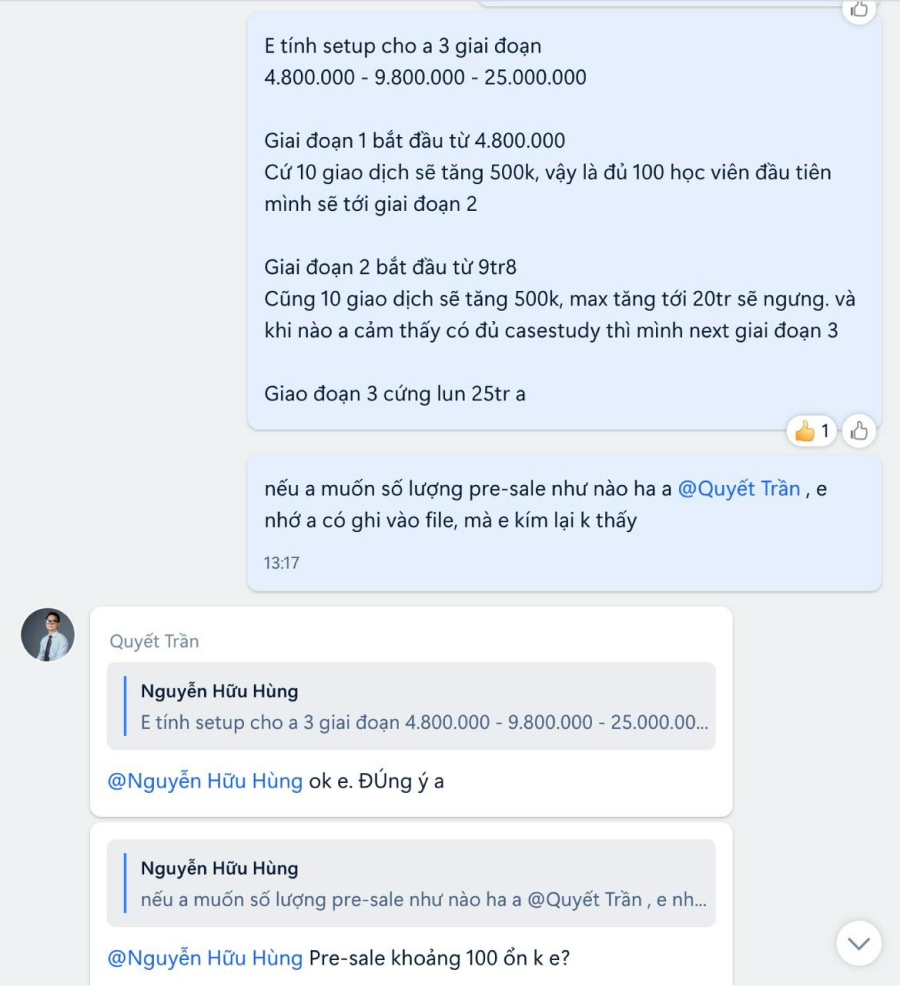 E tính setup cho a 3 giai đoạn
4.800.000 - 9.800.000 - 25.000.000
Giai đoạn 1 bắt đầu từ 4.800.000
Cứ 10 giao dịch sẽ tăng 500k, vậy là đủ 100 học viên đầu tiên
mình sẽ tới giai đoạn 2
Giai đoạn 2 bắt đầu từ 9tr8
Cũng 10 giao dịch sẽ tăng 500k, max tăng tới 20tr sẽ ngưng. và
khi nào a cảm thấy có đủ casestudy thì mình next giai đoạn 3
Giao đoạn 3 cứng lun 25tr a
1
nếu a muốn số lượng pre-sale như nào ha a @Quyết Trần , e
nhớ a có ghi vào file, mà e kím lại k thấy
13:17
Quyết Trần
Nguyễn Hữu Hùng
E tính setup cho a 3 giai đoạn 4.800.000 - 9.800.000 - 25.000.00...
@Nguyễn Hữu Hùng ok e. ĐÚng ý a
Nguyễn Hữu Hùng
nếu a muốn số lượng pre-sale như nào ha a @Quyết Trần , e nh...
@Nguyễn Hữu Hùng Pre-sale khoảng 100 ổn k e?